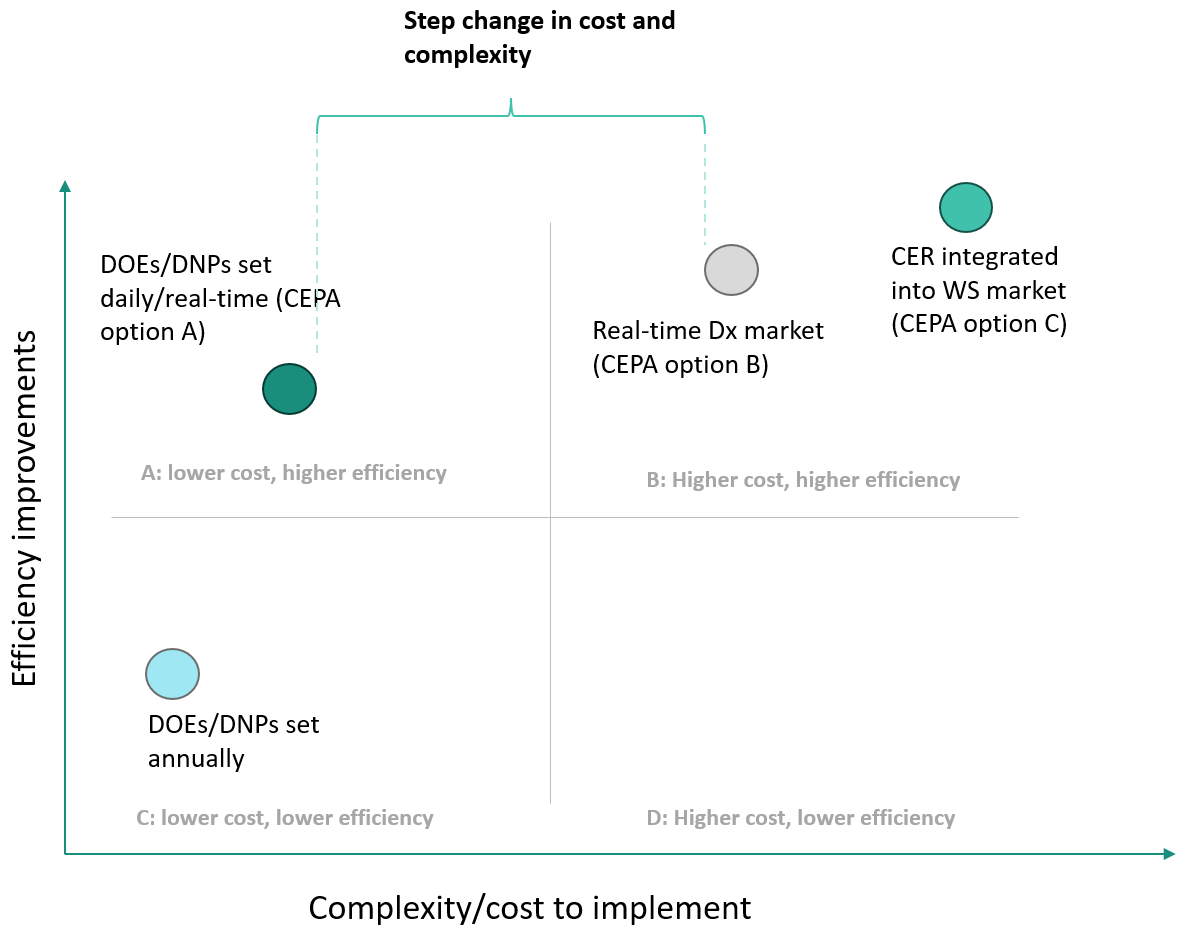 Step change in cost and
complexity
DOEs/DNPs set
daily/real-time (CEPA
option A)
Real-time Dx market
(CEPA option B)
CER integrated
into WS market
(CEPA option C)
A: lower cost, higher efficiency
B: Higher cost, higher efficiency
Efficiency improvements
DOEs/DNPs set
annually
C: lower cost, lower efficiency
D: Higher cost, lower efficiency
Complexity/cost to implement